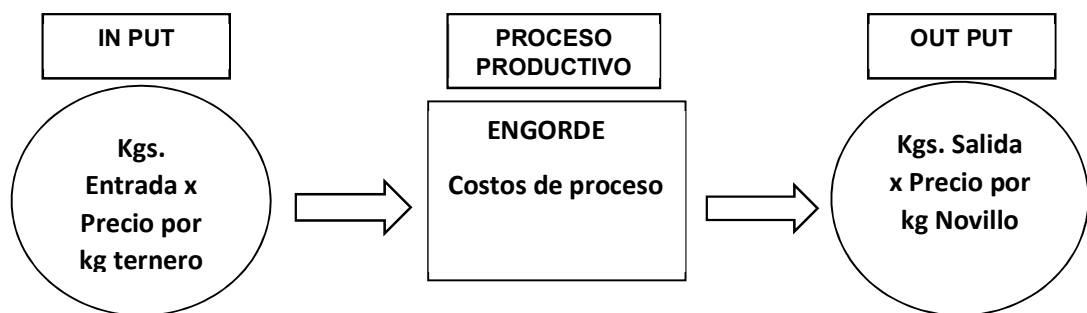 IN PUT
Kgs.
Entrada x
Precio por
kg ternero
PROCESO
PRODUCTIVO
ENGORDE
Costos de proceso
OUT PUT
Kgs. Salida
x Precio por
kg Novillo